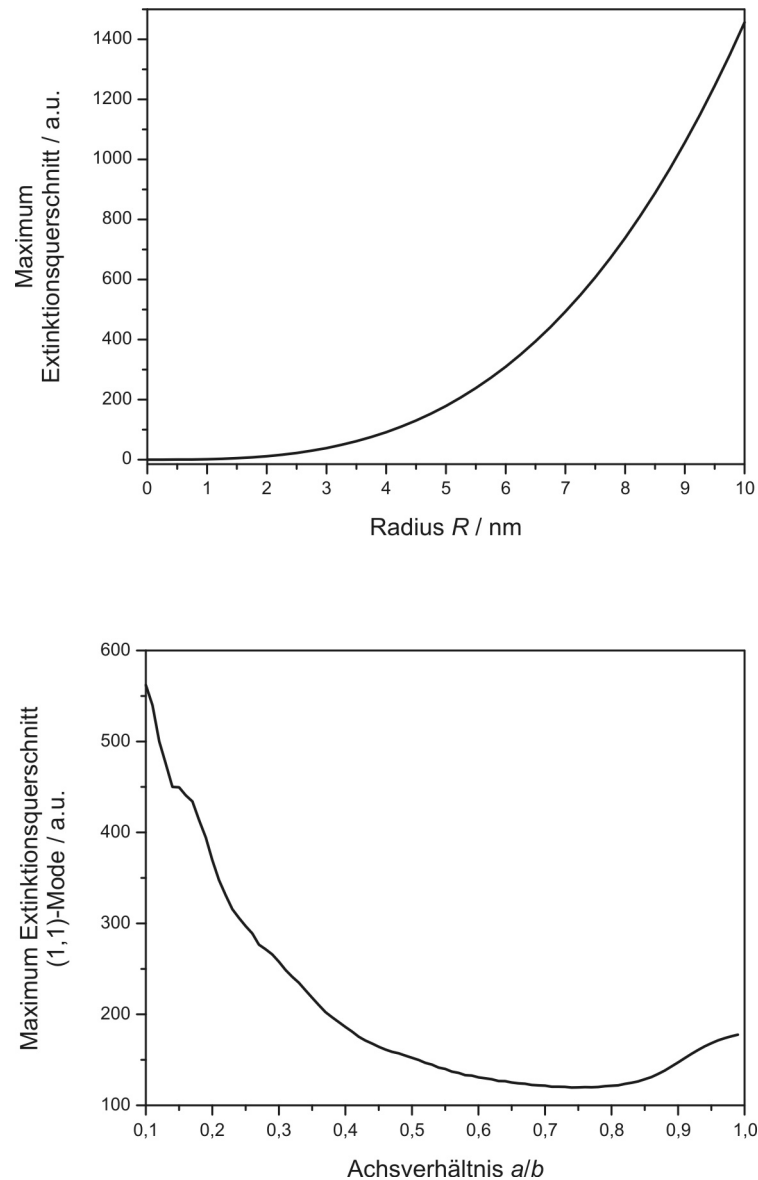 1400
1200
1000
800
600
400
200
0
Maximum
Extinktionsquerschnitt / a.u.
0 1 2 3 4 5 6 7 8 9 10
Radius R / nm
600
500
400
300
200
100
Maximum Extinktionsquerschnitt
(1,1)-Mode / a.u.
0,1 0,2 0,3 0,4 0,5 0,6 0,7 0,8 0,9 1,0
Achsverhältnis a/b